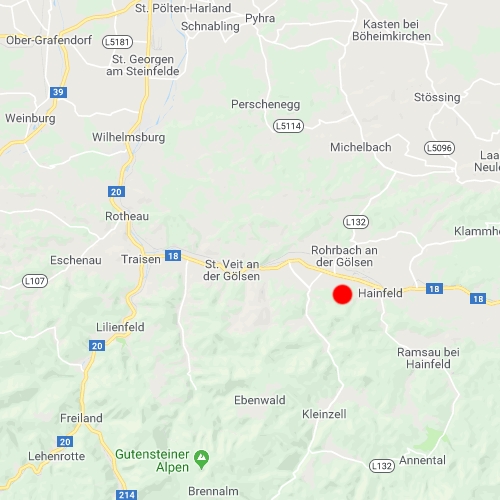 St. Pölten-Harland
Schnabling
Pyhra
Kasten bei
Böheimkirchen
Ober-Grafendorf
L5181
St. Georgen
am Steinfelde
39
Perschenegg
Stössing
Weinburg
L5114
Wilhelmsburg
Michelbach
L5096
Laa
Neule
20
Rotheau
L132
Klammh
Eschenau
Traisen
18
St. Veit an
der Gölsen
Rohrbach an
der Gölsen
L107
Hainfeld
18
18
Lilienfeld
20
Ramsau bei
Hainfeld
Ebenwald
Freiland
Kleinzell
20
Lehenrotte
Gutensteiner
Alpen
L132
Annental
214
Brennalm